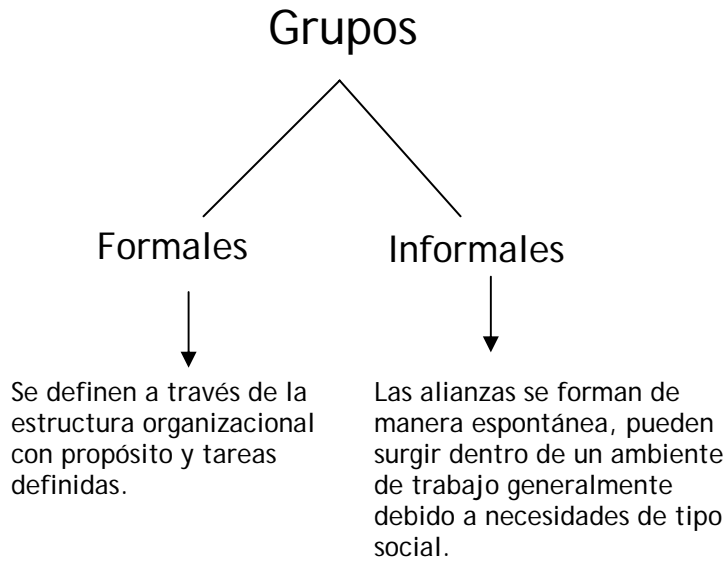 Grupos
Formales
Informales
Se definen a través de la
estructura organizacional
con propósito y tareas
definidas.
Las alianzas se forman de
manera espontánea, pueden
surgir dentro de un ambiente
de trabajo generalmente
debido a necesidades de tipo
social.